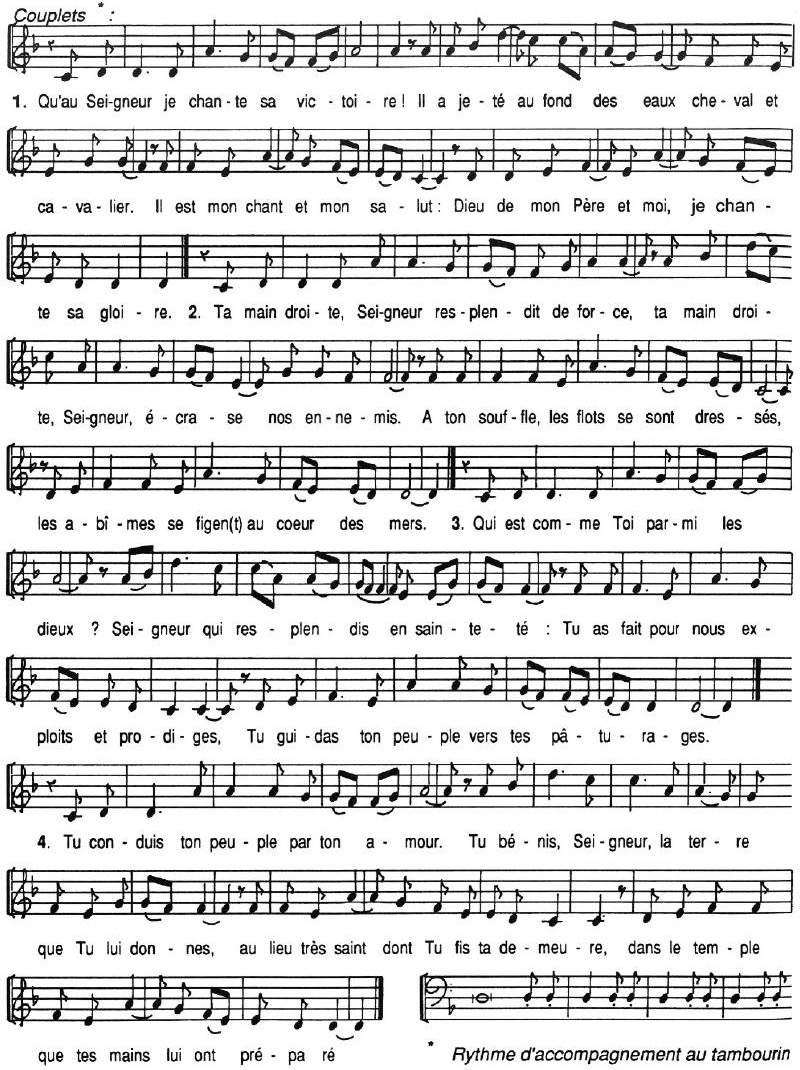 Couplets * :
1. Qu'au Sei-gneur je chan-te sa vic - toi - re ! Il a je-té au fond des eaux che-val et
ca - va - lier. Il est mon chant et mon sa - lut : Dieu de mon Père et moi, je chan -
te sa gloi - re. 2. Ta main droi-te, Sei-gneur res-plen - dit de for-ce, ta main droi -
te, Sei-gneur, é - cra - se nos en-ne - mis. A ton souf-fle, les flots se sont dres - sés,
les a-bî-mes se figen(t) au coeur des mers. 3. Qui est com-me Toi par-mi les
dieux ? Sei-gneur qui res-plen - dis en sain-te - té : Tu as fait pour nous ex -
ploits et pro-di-ges, Tu gui-das ton peu-ple vers tes pâ - tu - ra - ges.
4. Tu con-duis ton peu-ple par ton a - mour. Tu bé-nis, Sei-gneur, la ter-re
que Tu lui don - nes, au lieu très saint dont Tu fis ta de-meu-re, dans le tem-ple
que tes mains lui ont pré - pa ré
* Rythme d'accompagnement au tambourin